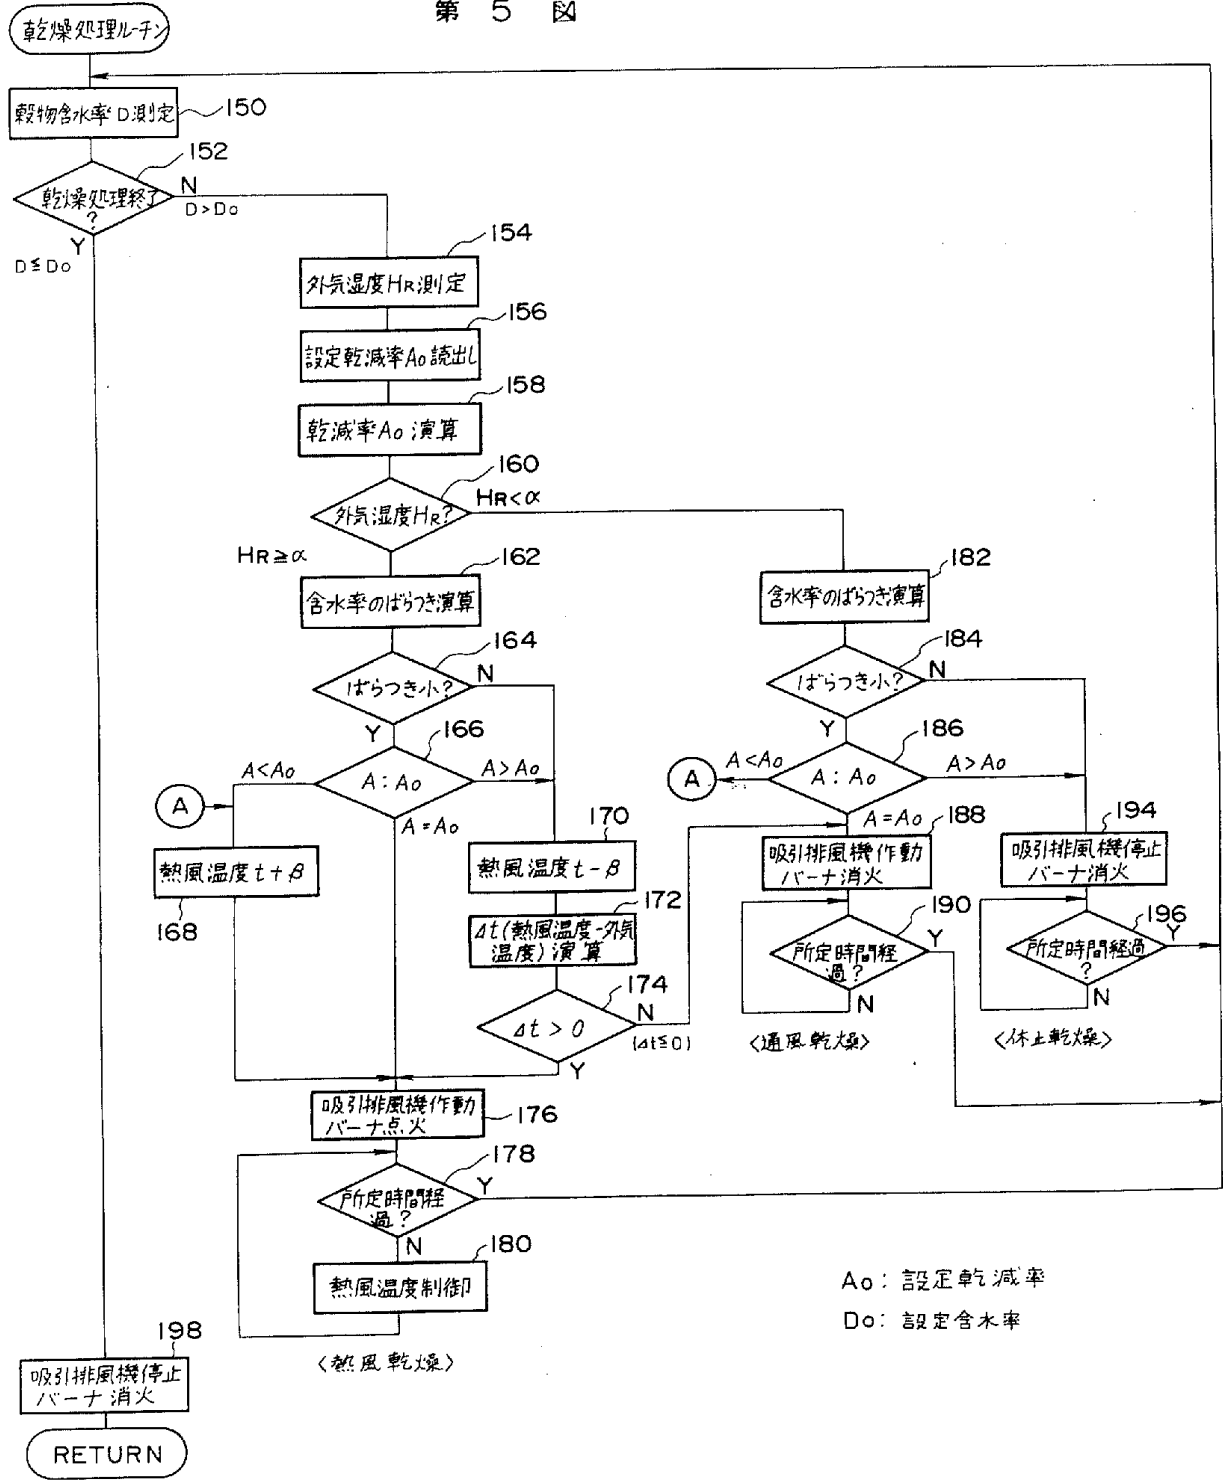 第 5 図
乾燥処理ルーチン
穀物含水率D測定
150
152
乾燥処理終了
?
N
D>Do
Y
D≦Do
154
外気湿度HR測定
156
設定乾減率Ao読出し
158
乾減率Ao演算
160
外気湿度HR?
HR<α
HR≧α
162
含水率のばらつき演算
164
ばらつき小?
N
Y
166
A:Ao
A<Ao
A>Ao
A=Ao
A
熱風温度t+β
168
170
熱風温度t-β
172
Δt(熱風温度-外気
温度)演算
174
Δt>0
N
(Δt≦0)
Y
吸引排風機作動
バーナ点火
176
178
所定時間経
過?
Y
N
180
熱風温度制御
〈熱風乾燥〉
182
含水率のばらつき演算
184
ばらつき小?
N
Y
186
A:Ao
A<Ao
A
A>Ao
A=Ao
188
吸引排風機作動
バーナ消火
190
所定時間経
過?
Y
N
〈通風乾燥〉
194
吸引排風機停止
バーナ消火
196
所定時間経過
?
Y
N
〈休止乾燥〉
Ao:設定乾減率
Do:設定含水率
198
吸引排風機停止
バーナ消火
RETURN